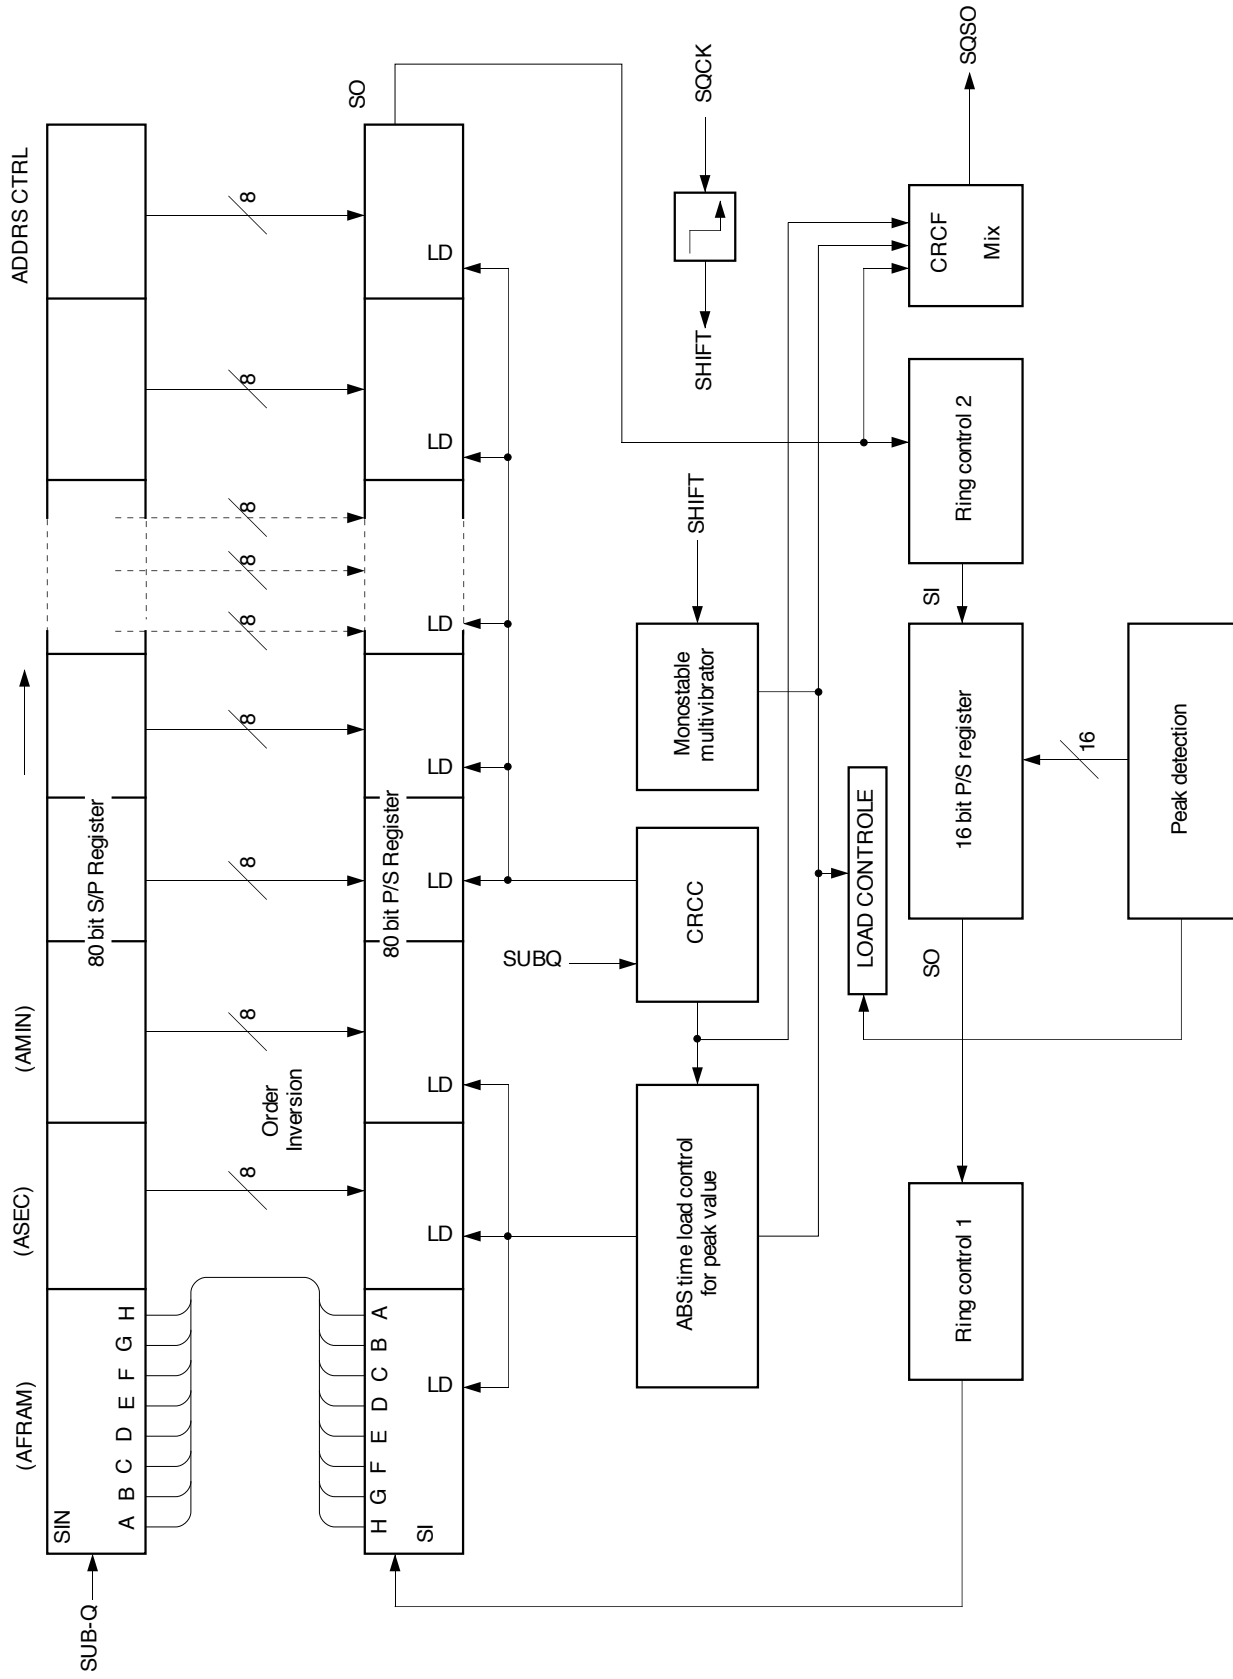 (AFRAM)
(ASEC)
(AMIN)
ADDRS CTRL
SUB-Q
SIN
80 bit S/P Register
A B C D E F G H
8
8
8
8
8
8
8
8
8
Order
Inversion
SO
H G F E D C B A
80 bit P/S Register
SI
LD
LD
LD
LD
LD
LD
LD
LD
SUBQ
ABS time load control
for peak value
CRCC
Monostable
multivibrator
SHIFT
SHIFT
SQCK
LOAD CONTROLE
Ring control 1
SO
16 bit P/S register
SI
Ring control 2
CRCF
Mix
SQSO
16
Peak detection